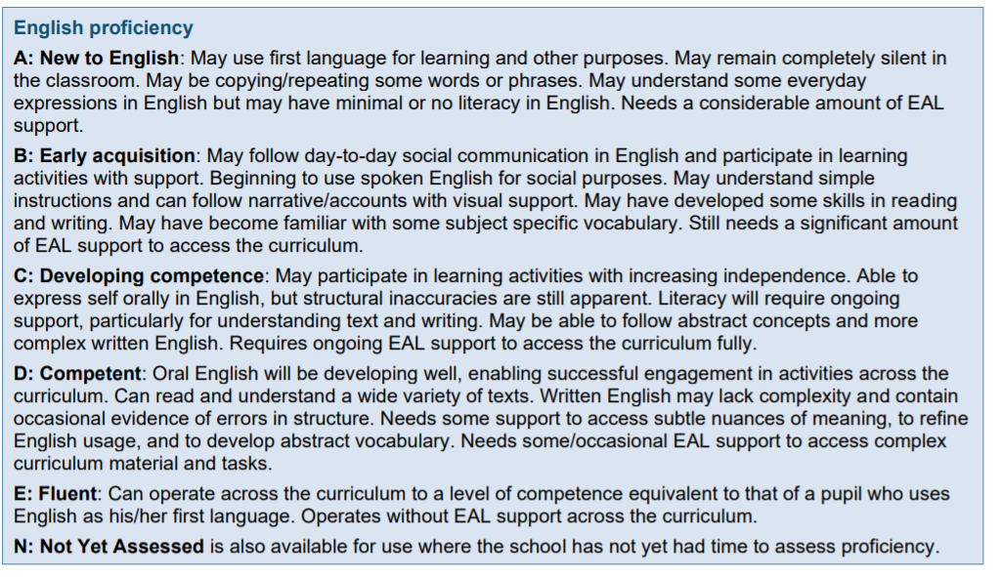 English proficiency
A: New to English: May use first language for learning and other purposes. May remain completely silent in
the classroom. May be copying/repeating some words or phrases. May understand some everyday
expressions in English but may have minimal or no literacy in English. Needs a considerable amount of EAL
support.
B: Early acquisition: May follow day-to-day social communication in English and participate in learning
activities with support. Beginning to use spoken English for social purposes. May understand simple
instructions and can follow narrative/accounts with visual support. May have developed some skills in reading
and writing. May have become familiar with some subject specific vocabulary. Still needs a significant amount
of EAL support to access the curriculum.
C: Developing competence: May participate in learning activities with increasing independence. Able to
express self orally in English, but structural inaccuracies are still apparent. Literacy will require ongoing
support, particularly for understanding text and writing. May be able to follow abstract concepts and more
complex written English. Requires ongoing EAL support to access the curriculum fully.
D: Competent: Oral English will be developing well, enabling successful engagement in activities across the
curriculum. Can read and understand a wide variety of texts. Written English may lack complexity and contain
occasional evidence of errors in structure. Needs some support to access subtle nuances of meaning, to refine
English usage, and to develop abstract vocabulary. Needs some/occasional EAL support to access complex
curriculum material and tasks.
E: Fluent: Can operate across the curriculum to a level of competence equivalent to that of a pupil who uses
English as his/her first language. Operates without EAL support across the curriculum.
N: Not Yet Assessed is also available for use where the school has not yet had time to assess proficiency.